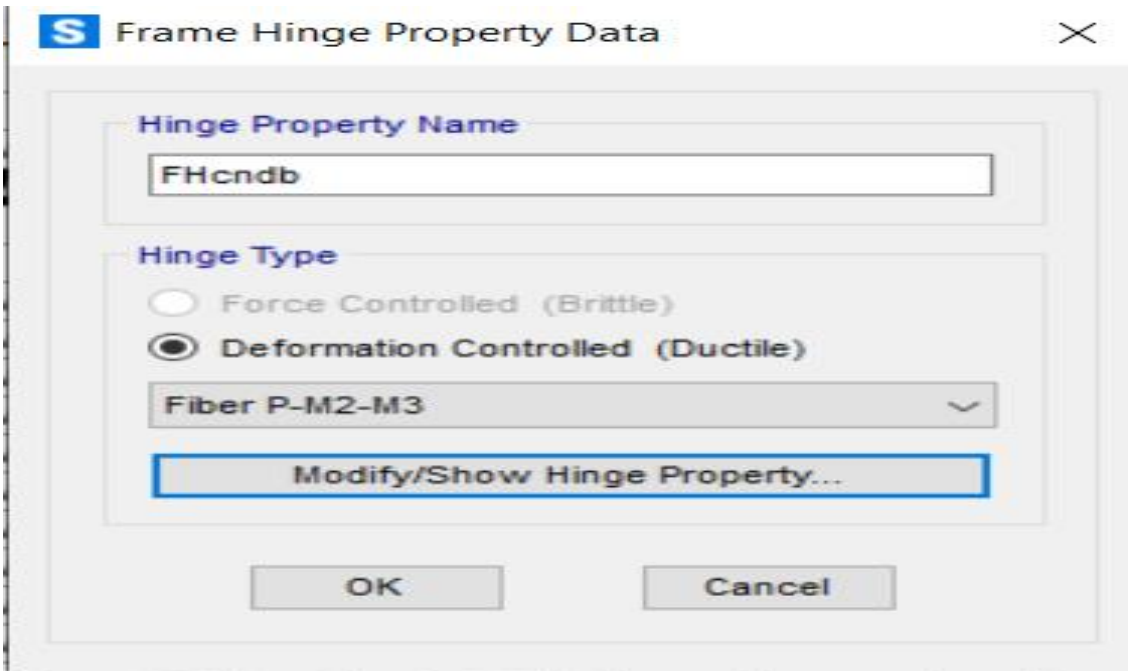 S Frame Hinge Property Data
Hinge Property Name
FHcndb
Hinge Type
Force Controlled (Brittle)
Deformation Controlled (Ductile)
Fiber P-M2-M3
Modify/Show Hinge Property...
OK Cancel